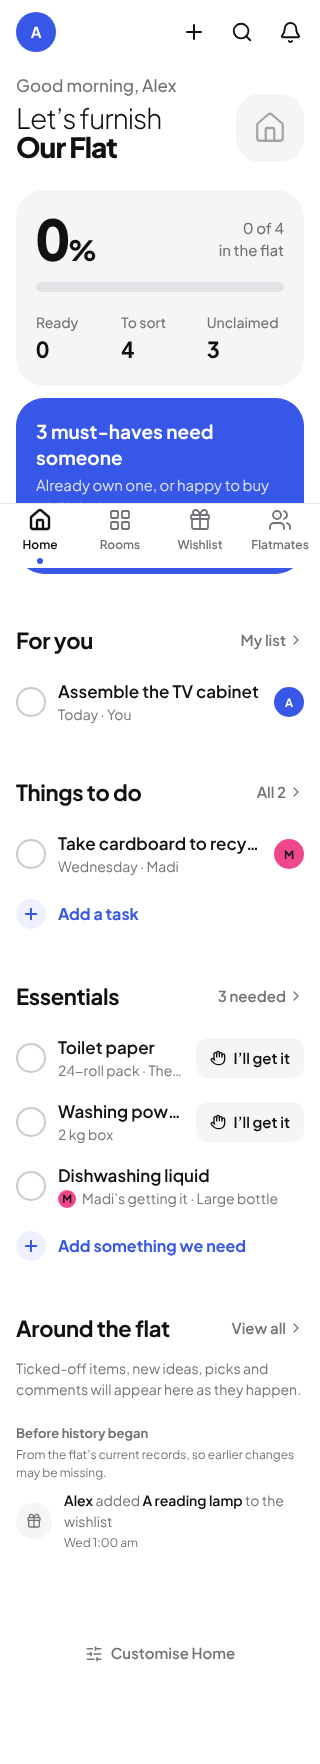 A
Good morning, Alex
Let's furnish
Our Flat
0%
0 of 4
in the flat
Ready
To sort
Unclaimed
0
4
3
3 must-haves need
someone
Already own one, or happy to buy
Home
Rooms
Wishlist
Flatmates
For you
My list
Assemble the TV cabinet
Today · You
A
Things to do
All 2
Take cardboard to recy...
Wednesday · Madi
M
Add a task
Essentials
3 needed
Toilet paper
24-roll pack · The...
I'll get it
Washing pow...
2 kg box
I'll get it
Dishwashing liquid
M Madi's getting it · Large bottle
Add something we need
Around the flat
View all
Ticked-off items, new ideas, picks and
comments will appear here as they happen.
Before history began
From the flat's current records, so earlier changes
may be missing.
Alex added A reading lamp to the
wishlist
Wed 1:00 am
Customise Home